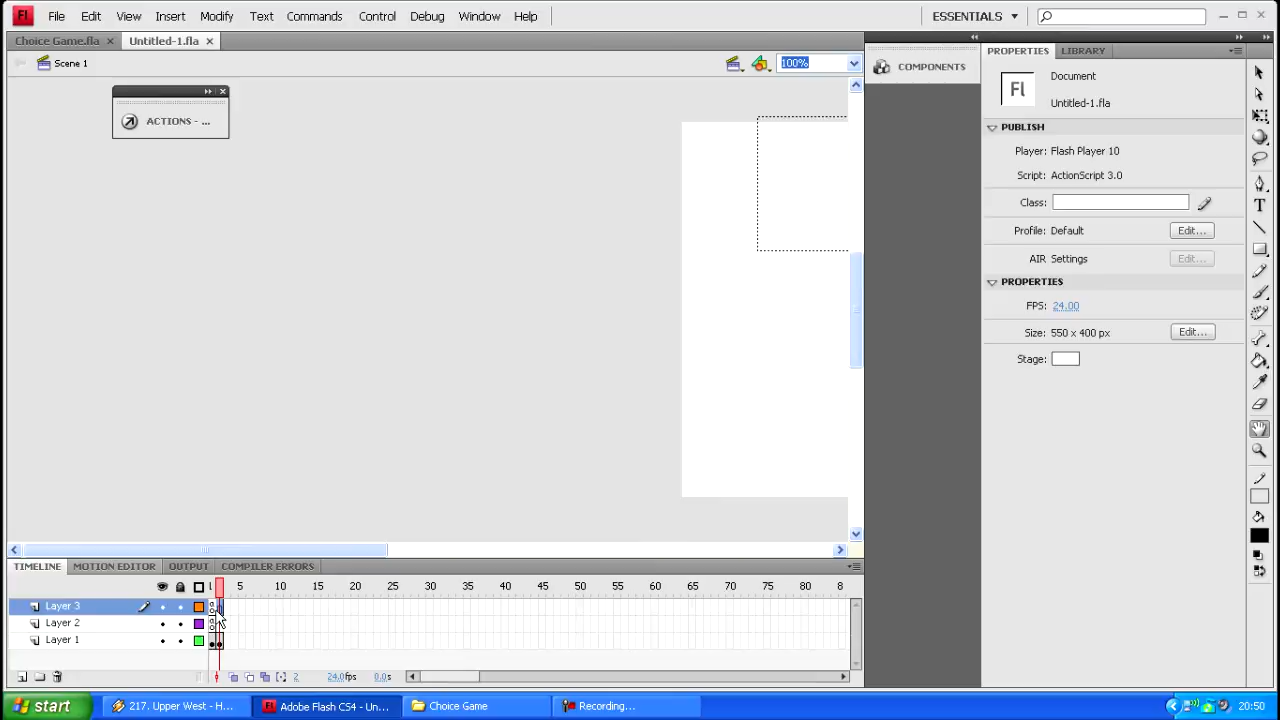 Fl File Edit View Insert Modify Text Commands Control Debug Window Help ESSENTIALS
Choice Game.fla Untitled-1.fla
Scene 1 100%
ACTIONS - ...
COMPONENTS
PROPERTIES LIBRARY
Fl Document
Untitled-1.fla
PUBLISH
Player: Flash Player 10
Script: ActionScript 3.0
Class:
Profile: Default Edit...
AIR Settings Edit...
PROPERTIES
FPS: 24.00
Size: 550 x 400 px Edit...
Stage:
TIMELINE MOTION EDITOR OUTPUT COMPILER ERRORS
1 5 10 15 20 25 30 35 40 45 50 55 60 65 70 75 80 8
Layer 3
Layer 2
Layer 1
2 24.0fps 0.0s
start 217. Upper West - H... Adobe Flash CS4 - Un... Choice Game Recording... 20:50